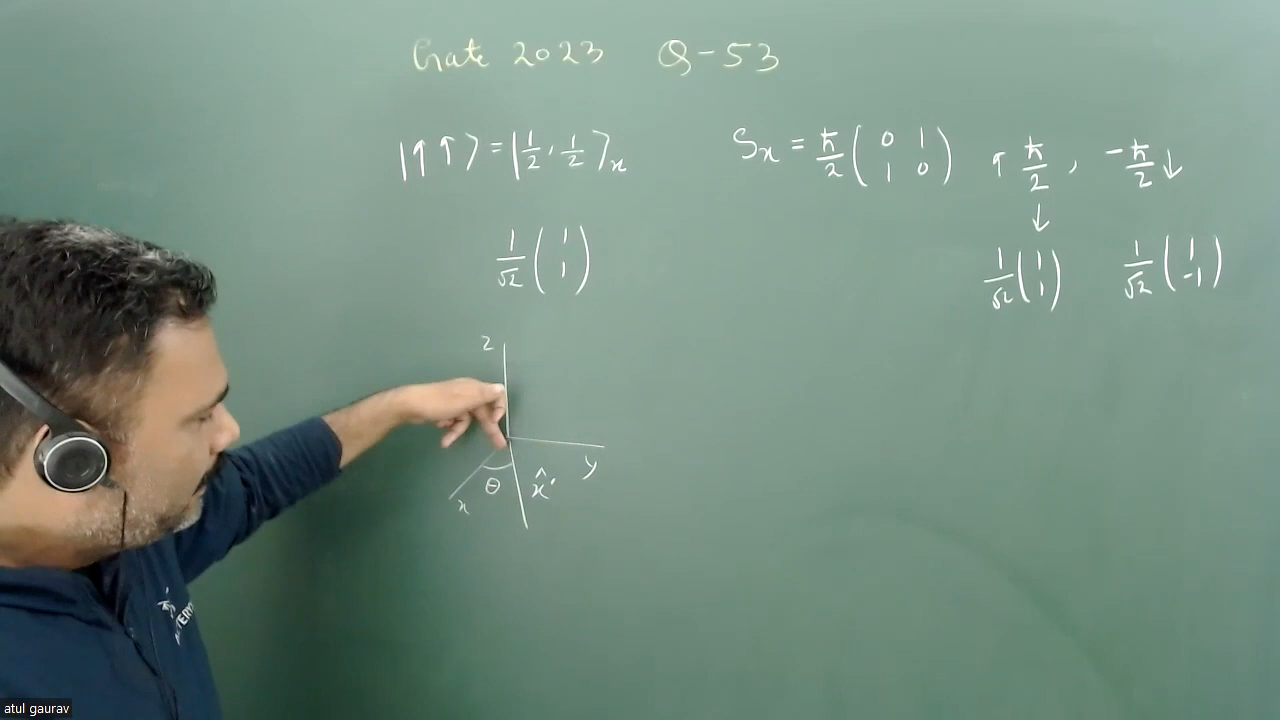 Gate 2023 Q-53
|↑↑⟩ = |1/2, 1/2⟩x
Sx = ħ/2 ( 0 1 ; 1 0 ) ↑ ħ/2 , -ħ/2 ↓
↓
1/√2 ( 1 ; 1 )
1/√2 ( 1 ; 1 ) 1/√2 ( 1 ; -1 )
z
y
θ x̂'
x
atul gaurav